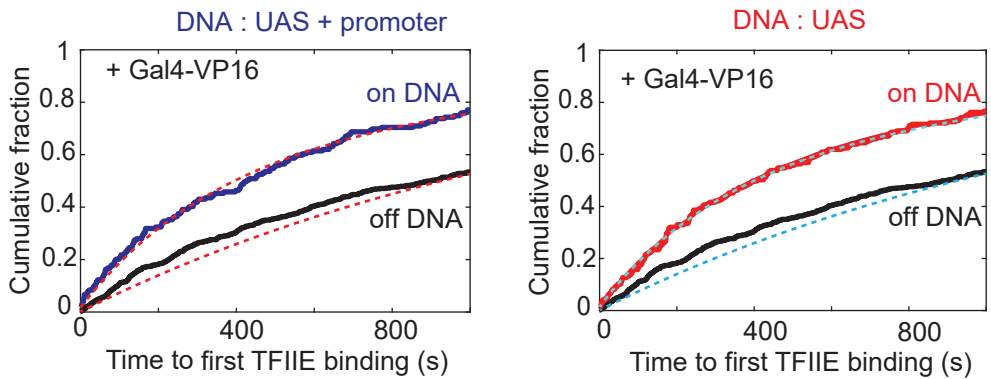 DNA : UAS + promoter
1
+ Gal4-VP16
on DNA
0.8
0.6
0.4
off DNA
0.2
0
0
400
800
Cumulative fraction
Time to first TFIIE binding (s)
DNA : UAS
1
+ Gal4-VP16
on DNA
0.8
0.6
0.4
off DNA
0.2
0
0
400
800
Cumulative fraction
Time to first TFIIE binding (s)